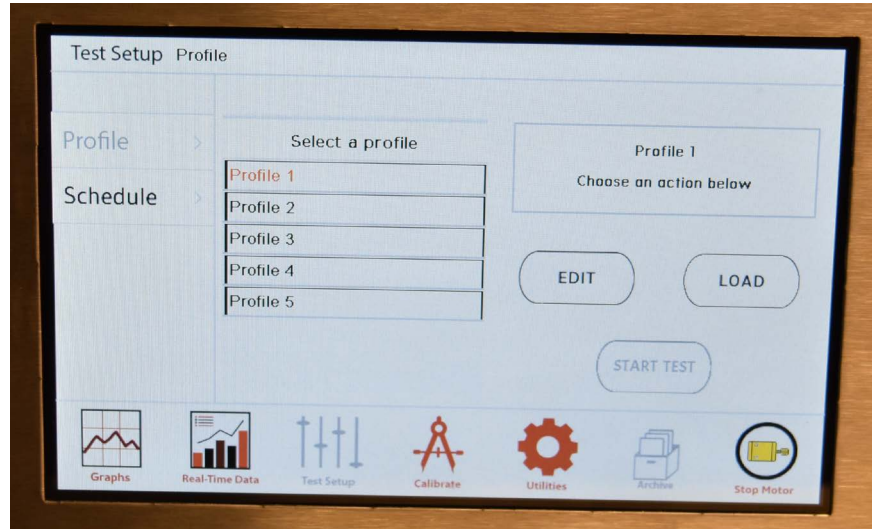 Test Setup Profile
Profile >
Schedule >
Select a profile
Profile 1
Profile 2
Profile 3
Profile 4
Profile 5
Profile 1
Choose an action below
EDIT
LOAD
START TEST
Graphs
Real-Time Data
Test Setup
Calibrate
Utilities
Archive
Stop Motor